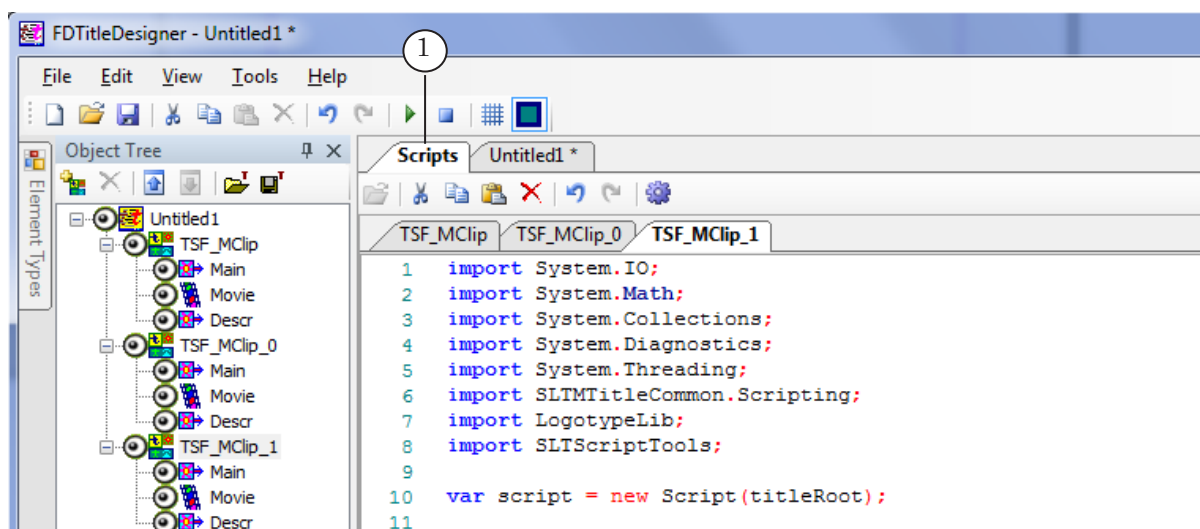 FDTitleDesigner - Untitled1 *
1
File Edit View Tools Help
Object Tree
Scripts Untitled1 *
Element Types
Untitled1
TSF_MClip
Main
Movie
Descr
TSF_MClip_0
Main
Movie
Descr
TSF_MClip_1
Main
Movie
Descr
TSF_MClip TSF_MClip_0 TSF_MClip_1
1 import System.IO;
2 import System.Math;
3 import System.Collections;
4 import System.Diagnostics;
5 import System.Threading;
6 import SLTMTitleCommon.Scripting;
7 import LogotypeLib;
8 import SLTScriptTools;
9
10 var script = new Script(titleRoot);
11